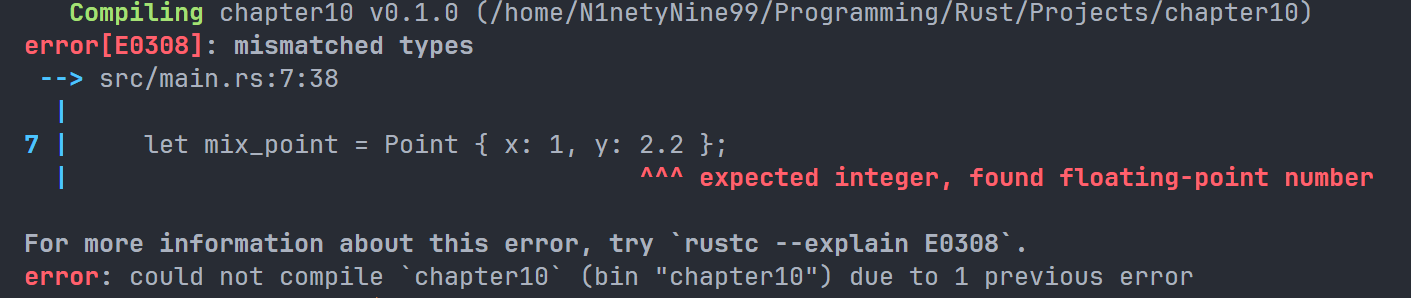 Compiling chapter10 v0.1.0 (/home/N1netyNine99/Programming/Rust/Projects/chapter10)
error[E0308]: mismatched types
 --> src/main.rs:7:38
  |
7 |     let mix_point = Point { x: 1, y: 2.2 };
  |                                      ^^^ expected integer, found floating-point number
For more information about this error, try `rustc --explain E0308`.
error: could not compile `chapter10` (bin "chapter10") due to 1 previous error